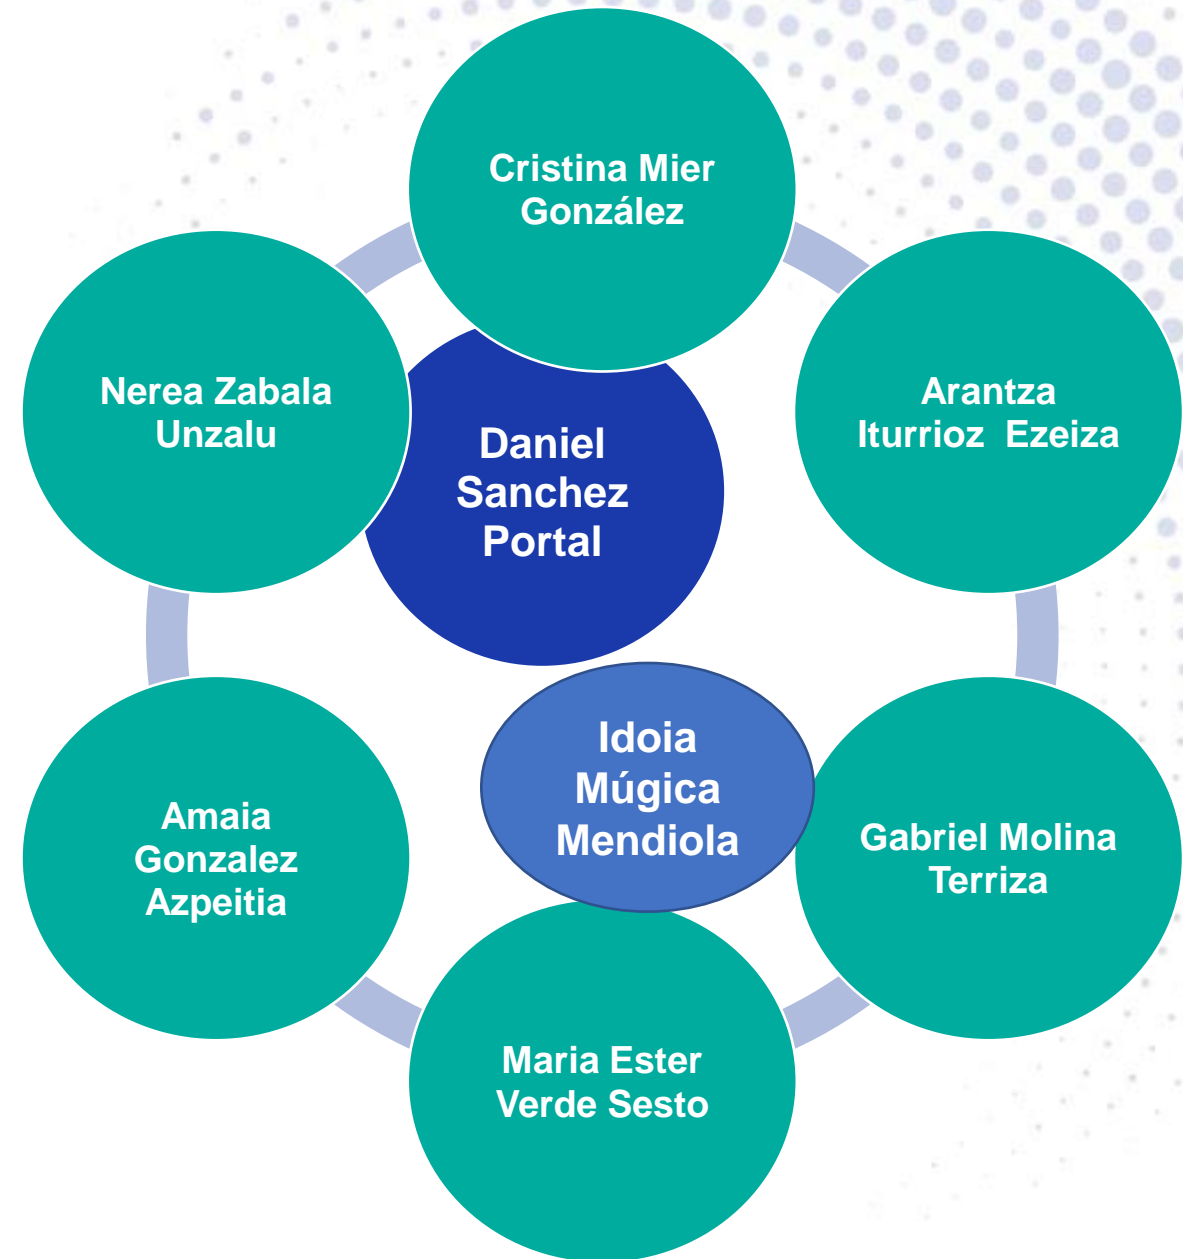 Cristina Mier
González
Nerea Zabala
Unzalu
Arantza
Iturrioz  Ezeiza
Daniel
Sanchez
Portal
Idoia
Múgica
Mendiola
Amaia
Gonzalez
Azpeitia
Gabriel Molina
Terriza
Maria Ester
Verde Sesto